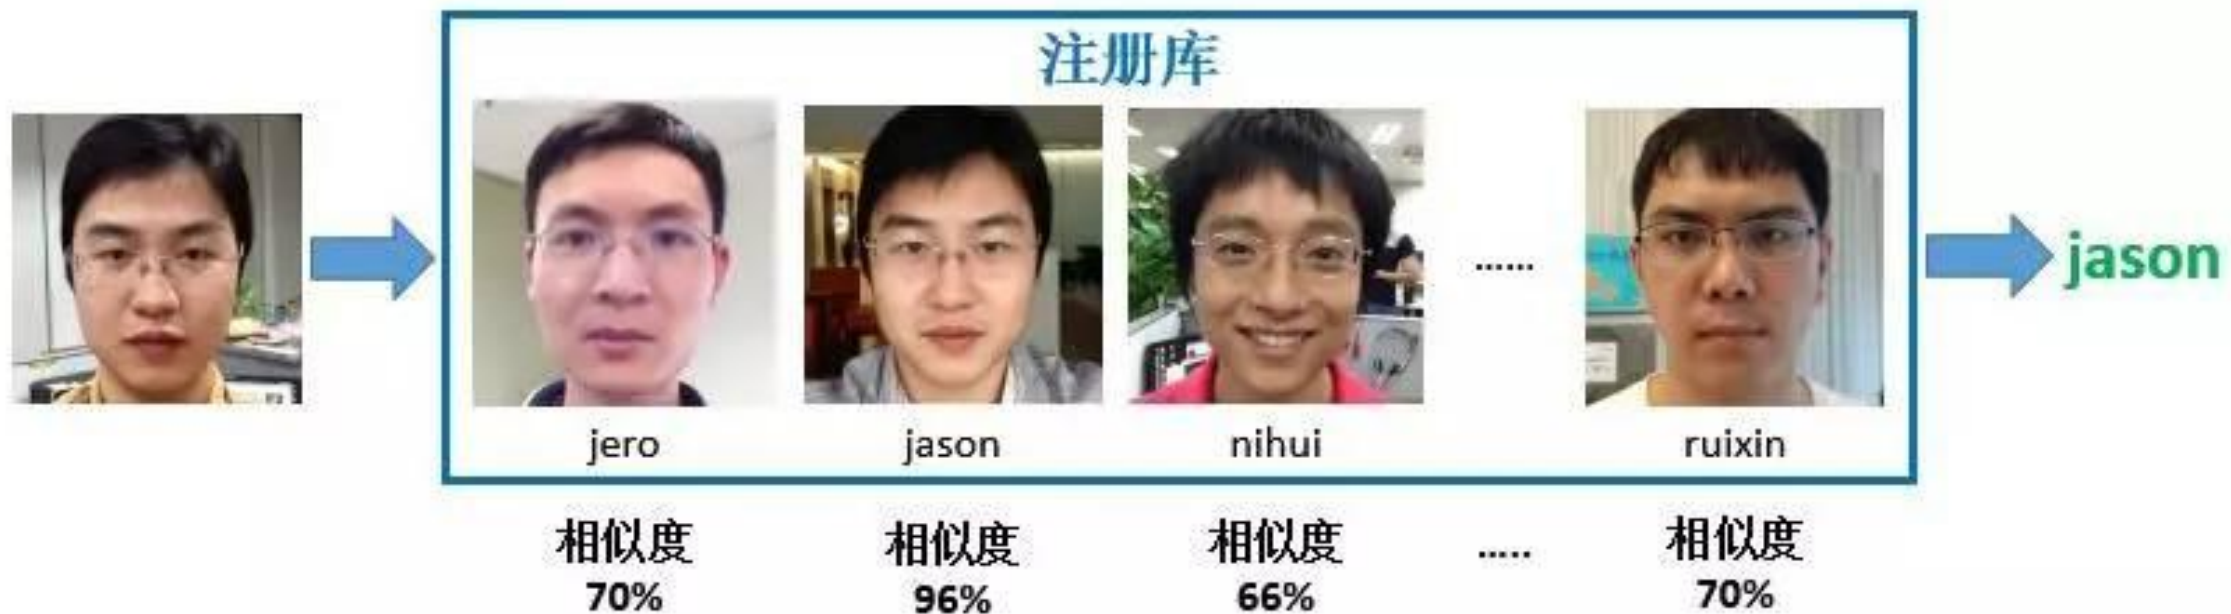 注册库
jero
jason
nihui
……
ruixin
jason
相似度
70%
相似度
96%
相似度
66%
.....
相似度
70%